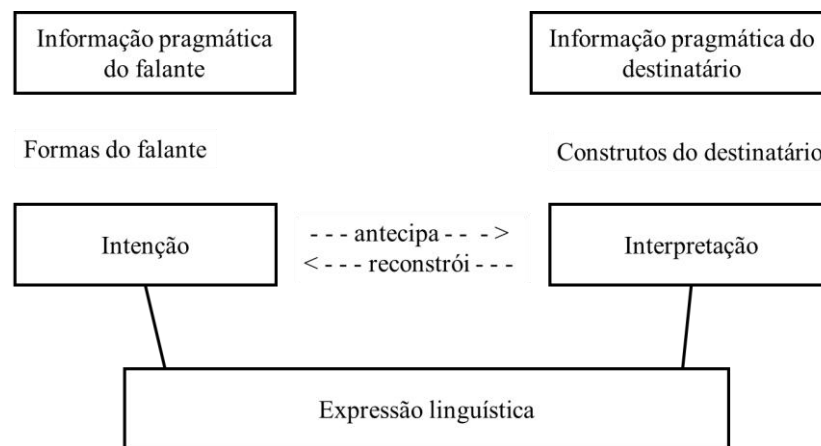 Informação pragmática
do falante
Informação pragmática do
destinatário
Formas do falante
Construtos do destinatário
Intenção
- - - antecipa - - - >
< - - - reconstrói - - -
Interpretação
Expressão linguística